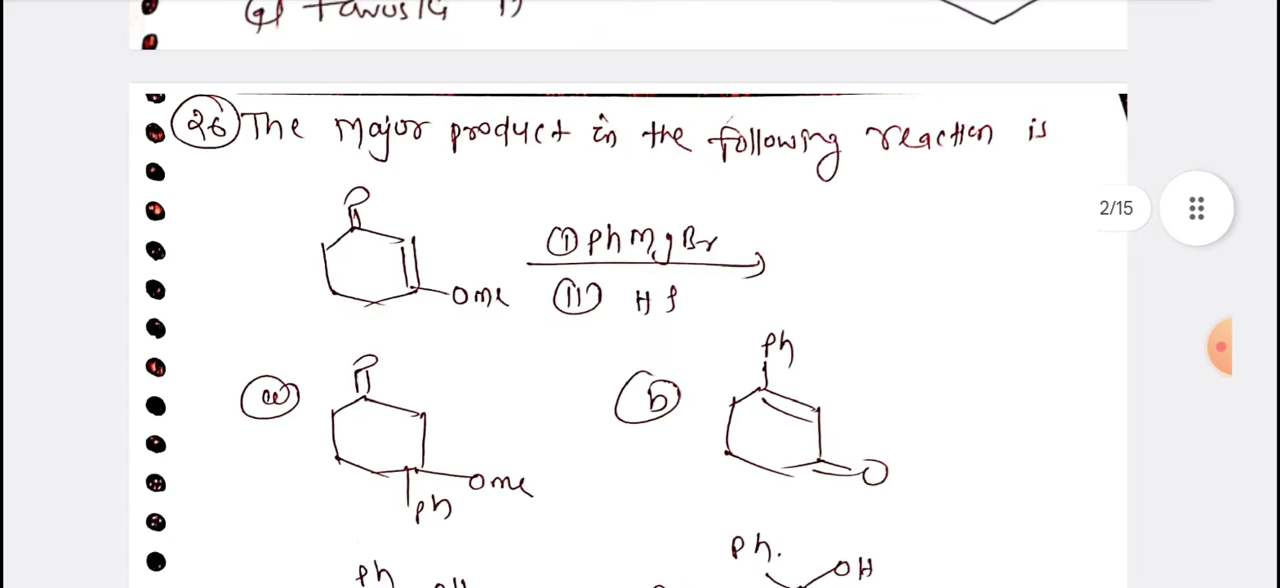 26 The major product in the following reaction is
O
① PhMgBr
OMe
(ii) H
2/15
Ph
O
(a)
(b)
OMe
O
Ph
Ph
Ph. OH